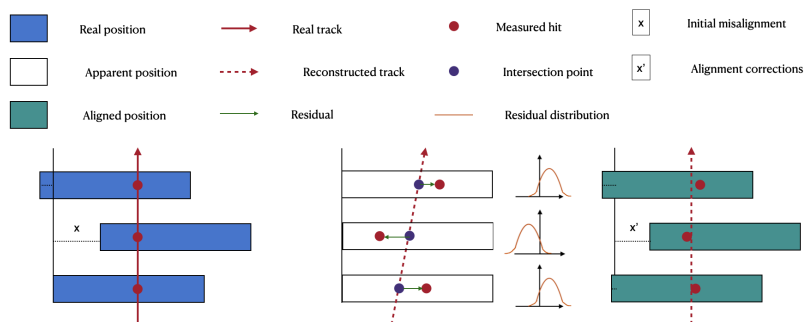 Real position
Real track
Measured hit
x
Initial misalignment
Apparent position
Reconstructed track
Intersection point
x'
Alignment corrections
Aligned position
Residual
Residual distribution
x
x'